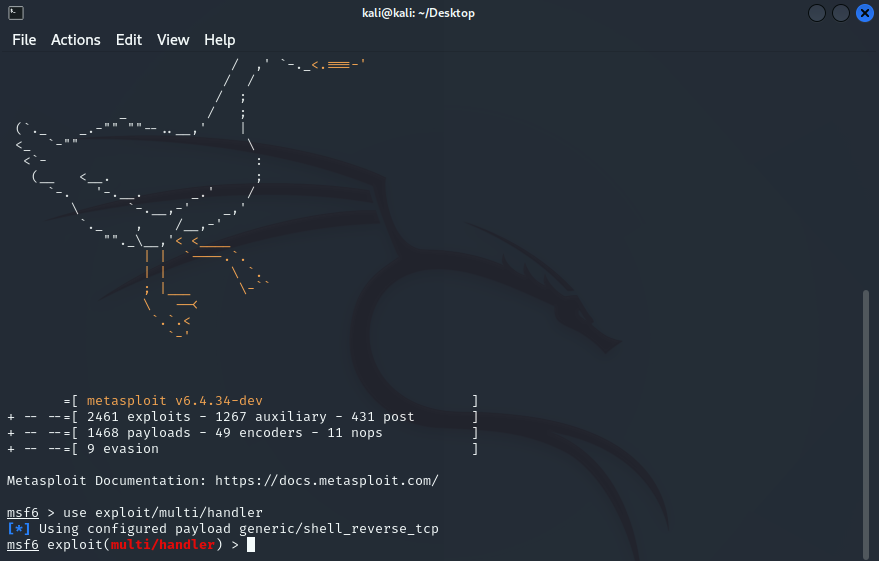 kali@kali: ~/Desktop
File Actions Edit View Help
=[ metasploit v6.4.34-dev ]
+ -- --=[ 2461 exploits - 1267 auxiliary - 431 post ]
+ -- --=[ 1468 payloads - 49 encoders - 11 nops ]
+ -- --=[ 9 evasion ]
Metasploit Documentation: https://docs.metasploit.com/
msf6 > use exploit/multi/handler
[*] Using configured payload generic/shell_reverse_tcp
msf6 exploit(multi/handler) >